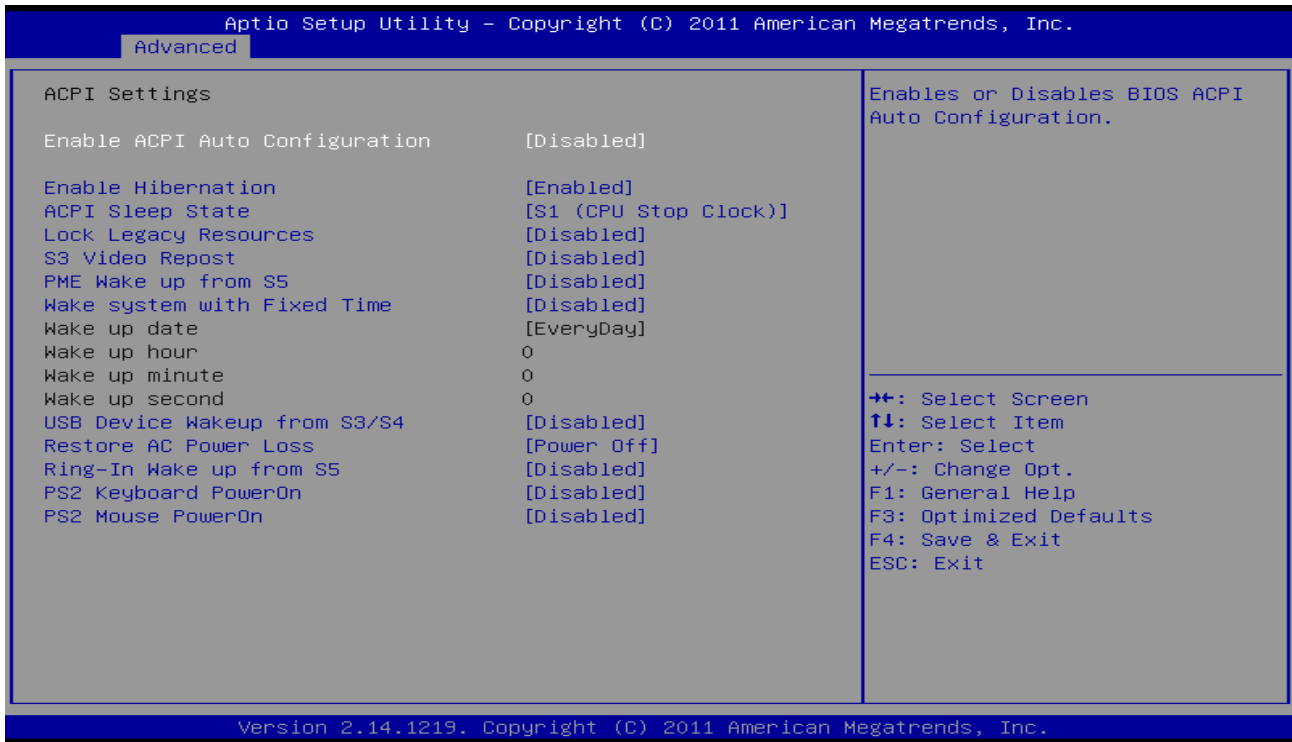 Aptio Setup Utility – Copyright (C) 2011 American Megatrends, Inc.
Advanced
ACPI Settings
Enable ACPI Auto Configuration [Disabled]
Enable Hibernation [Enabled]
ACPI Sleep State [S1 (CPU Stop Clock)]
Lock Legacy Resources [Disabled]
S3 Video Repost [Disabled]
PME Wake up from S5 [Disabled]
Wake system with Fixed Time [Disabled]
Wake up date [EveryDay]
Wake up hour 0
Wake up minute 0
Wake up second 0
USB Device Wakeup from S3/S4 [Disabled]
Restore AC Power Loss [Power Off]
Ring-In Wake up from S5 [Disabled]
PS2 Keyboard PowerOn [Disabled]
PS2 Mouse PowerOn [Disabled]
Enables or Disables BIOS ACPI
Auto Configuration.
→←: Select Screen
↑↓: Select Item
Enter: Select
+/-: Change Opt.
F1: General Help
F3: Optimized Defaults
F4: Save & Exit
ESC: Exit
Version 2.14.1219. Copyright (C) 2011 American Megatrends, Inc.